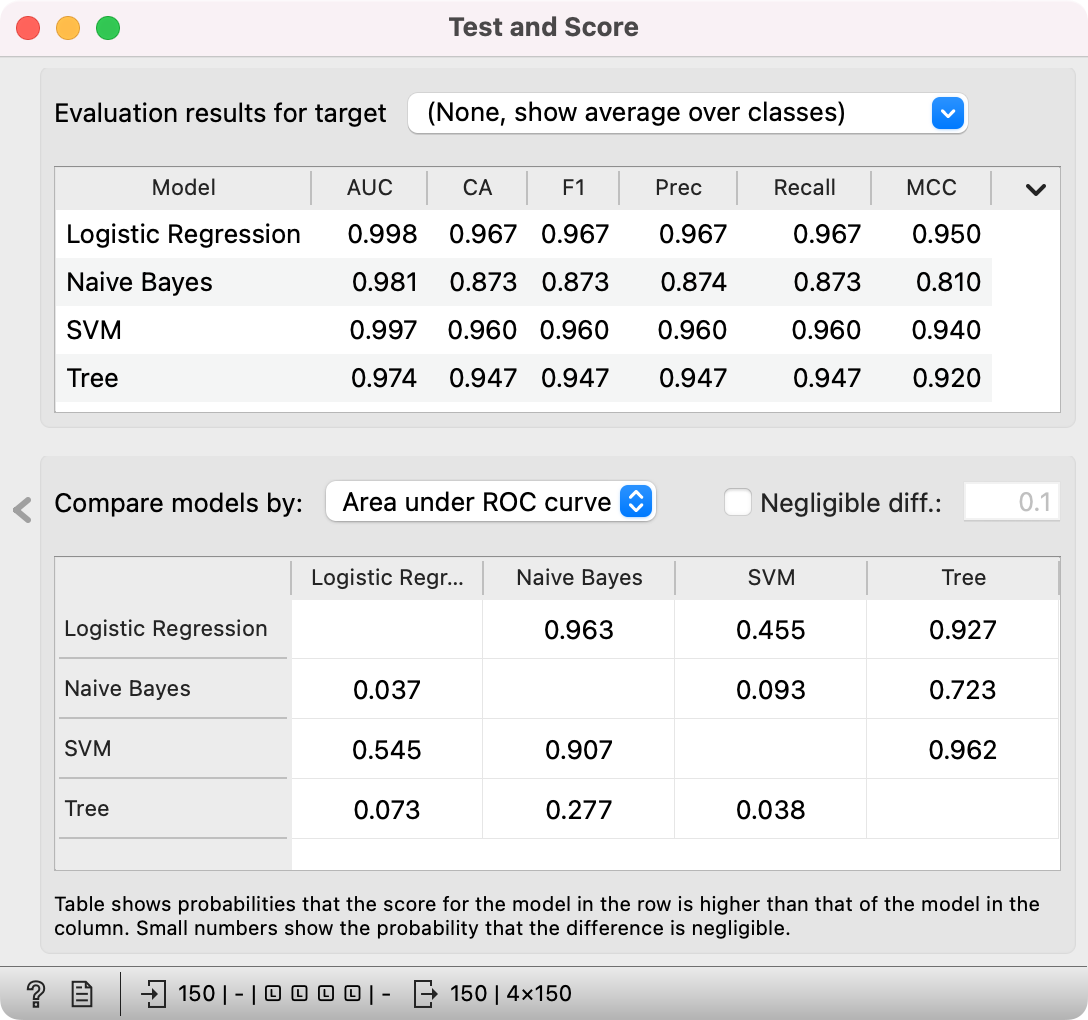 Test and Score
Evaluation results for target (None, show average over classes)
Model AUC CA F1 Prec Recall MCC
Logistic Regression 0.998 0.967 0.967 0.967 0.967 0.950
Naive Bayes 0.981 0.873 0.873 0.874 0.873 0.810
SVM 0.997 0.960 0.960 0.960 0.960 0.940
Tree 0.974 0.947 0.947 0.947 0.947 0.920
Compare models by: Area under ROC curve Negligible diff.: 0.1
Logistic Regr... Naive Bayes SVM Tree
Logistic Regression 0.963 0.455 0.927
Naive Bayes 0.037 0.093 0.723
SVM 0.545 0.907 0.962
Tree 0.073 0.277 0.038
Table shows probabilities that the score for the model in the row is higher than that of the model in the
column. Small numbers show the probability that the difference is negligible.
? 150 | - | L L L L | - 150 | 4×150